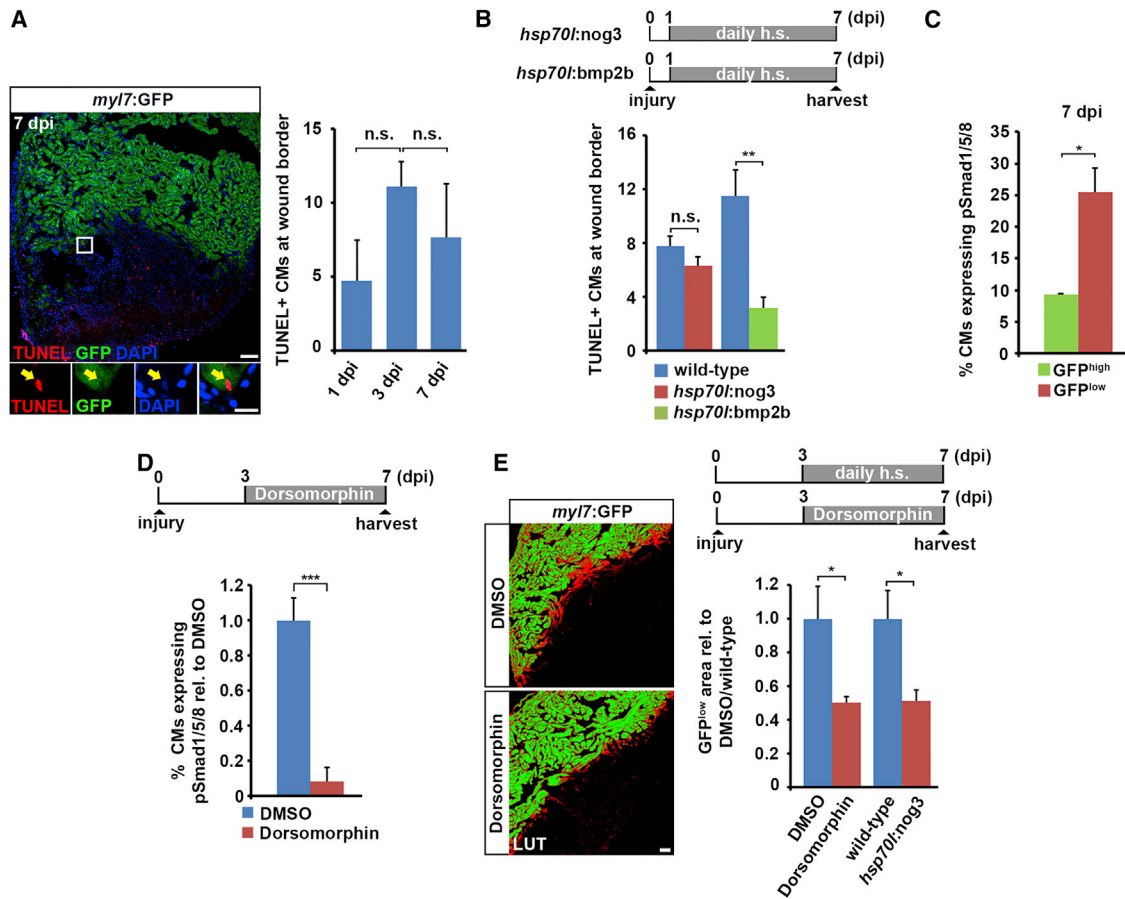 A
myl7:GFP
7 dpi
TUNEL GFP DAPI
TUNEL
GFP
DAPI
TUNEL+ CMs at wound border
15
10
5
0
n.s.
n.s.
1 dpi
3 dpi
7 dpi
B
0 1 7 (dpi)
hsp70l:nog3
daily h.s.
0 1 7 (dpi)
hsp70l:bmp2b
daily h.s.
injury
harvest
TUNEL+ CMs at wound border
16
12
8
4
0
n.s.
**
wild-type
hsp70l:nog3
hsp70l:bmp2b
C
7 dpi
% CMs expressing pSmad1/5/8
35
30
25
20
15
10
5
0
*
GFPhigh
GFPlow
D
0 3 7 (dpi)
Dorsomorphin
injury
harvest
% CMs expressing
pSmad1/5/8 rel. to DMSO
1.2
1.0
0.8
0.6
0.4
0.2
0
***
DMSO
Dorsomorphin
E
myl7:GFP
DMSO
Dorsomorphin
LUT
0 3 7 (dpi)
daily h.s.
0 3 7 (dpi)
Dorsomorphin
injury
harvest
GFPlow area rel. to
DMSO/wild-type
1.2
1.0
0.8
0.6
0.4
0.2
0
*
*
DMSO
Dorsomorphin
wild-type
hsp70l:nog3